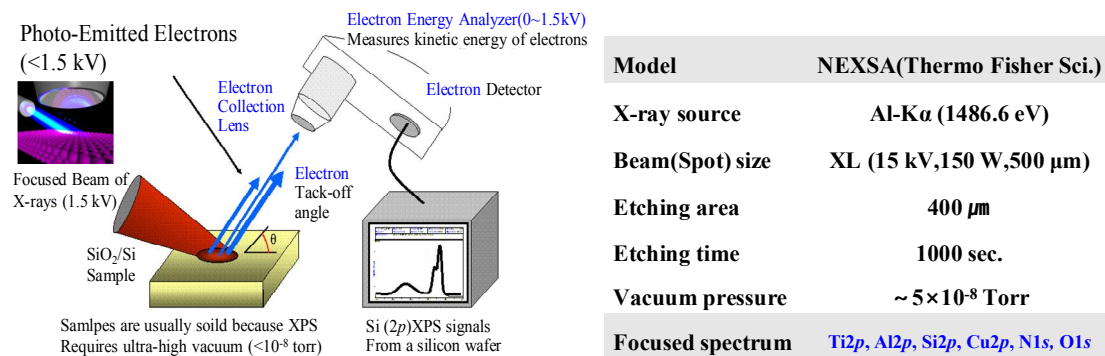 Photo-Emitted Electrons
(<1.5 kV)
Electron Energy Analyzer(0~1.5kV)
Measures kinetic energy of electrons
Electron
Collection
Lens
Electron Detector
Focused Beam of
X-rays (1.5 kV)
Electron
Tack-off
angle
θ
SiO₂/Si
Sample
Samlpes are usually soild because XPS
Requires ultra-high vacuum (<10⁻⁸ torr)
Si (2p)XPS signals
From a silicon wafer
Model NEXSA(Thermo Fisher Sci.)
X-ray source Al-Kα (1486.6 eV)
Beam(Spot) size XL (15 kV,150 W,500 μm)
Etching area 400 ㎛
Etching time 1000 sec.
Vacuum pressure ~ 5×10⁻⁸ Torr
Focused spectrum Ti2p, Al2p, Si2p, Cu2p, N1s, O1s